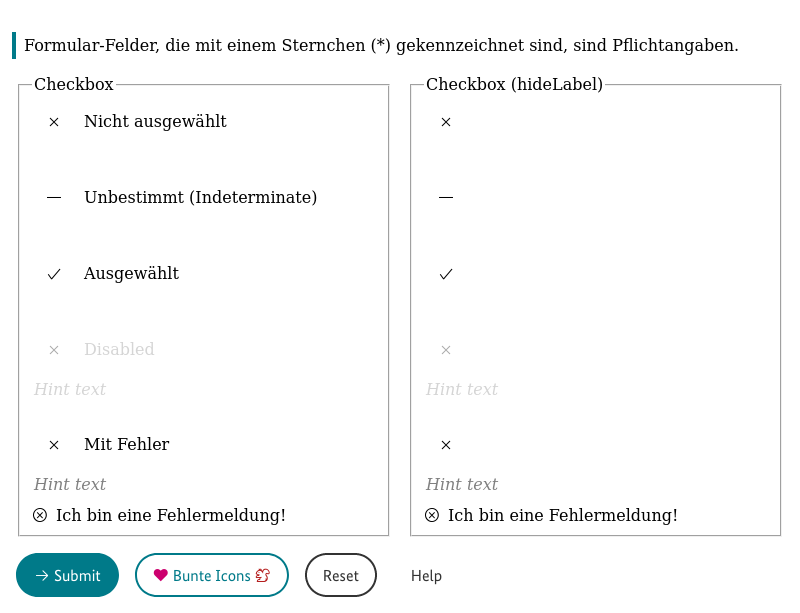 Formular-Felder, die mit einem Sternchen (*) gekennzeichnet sind, sind Pflichtangaben.
Checkbox
Nicht ausgewählt
Unbestimmt (Indeterminate)
Ausgewählt
Disabled
Hint text
Mit Fehler
Hint text
Ich bin eine Fehlermeldung!
Checkbox (hideLabel)
Hint text
Hint text
Ich bin eine Fehlermeldung!
Submit
Bunte Icons
Reset
Help